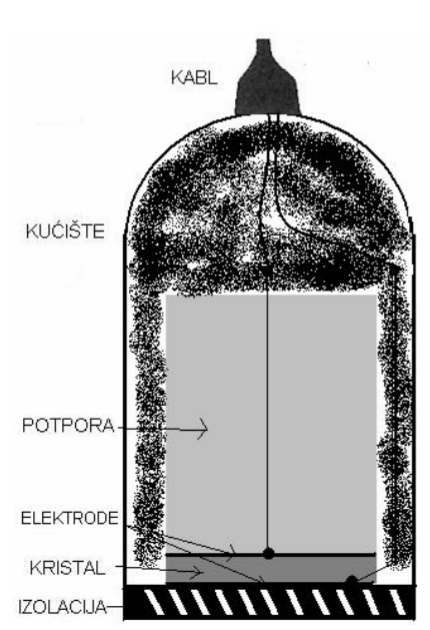 KABL
KUĆIŠTE
POTPORA
ELEKTRODE
KRISTAL
IZOLACIJA